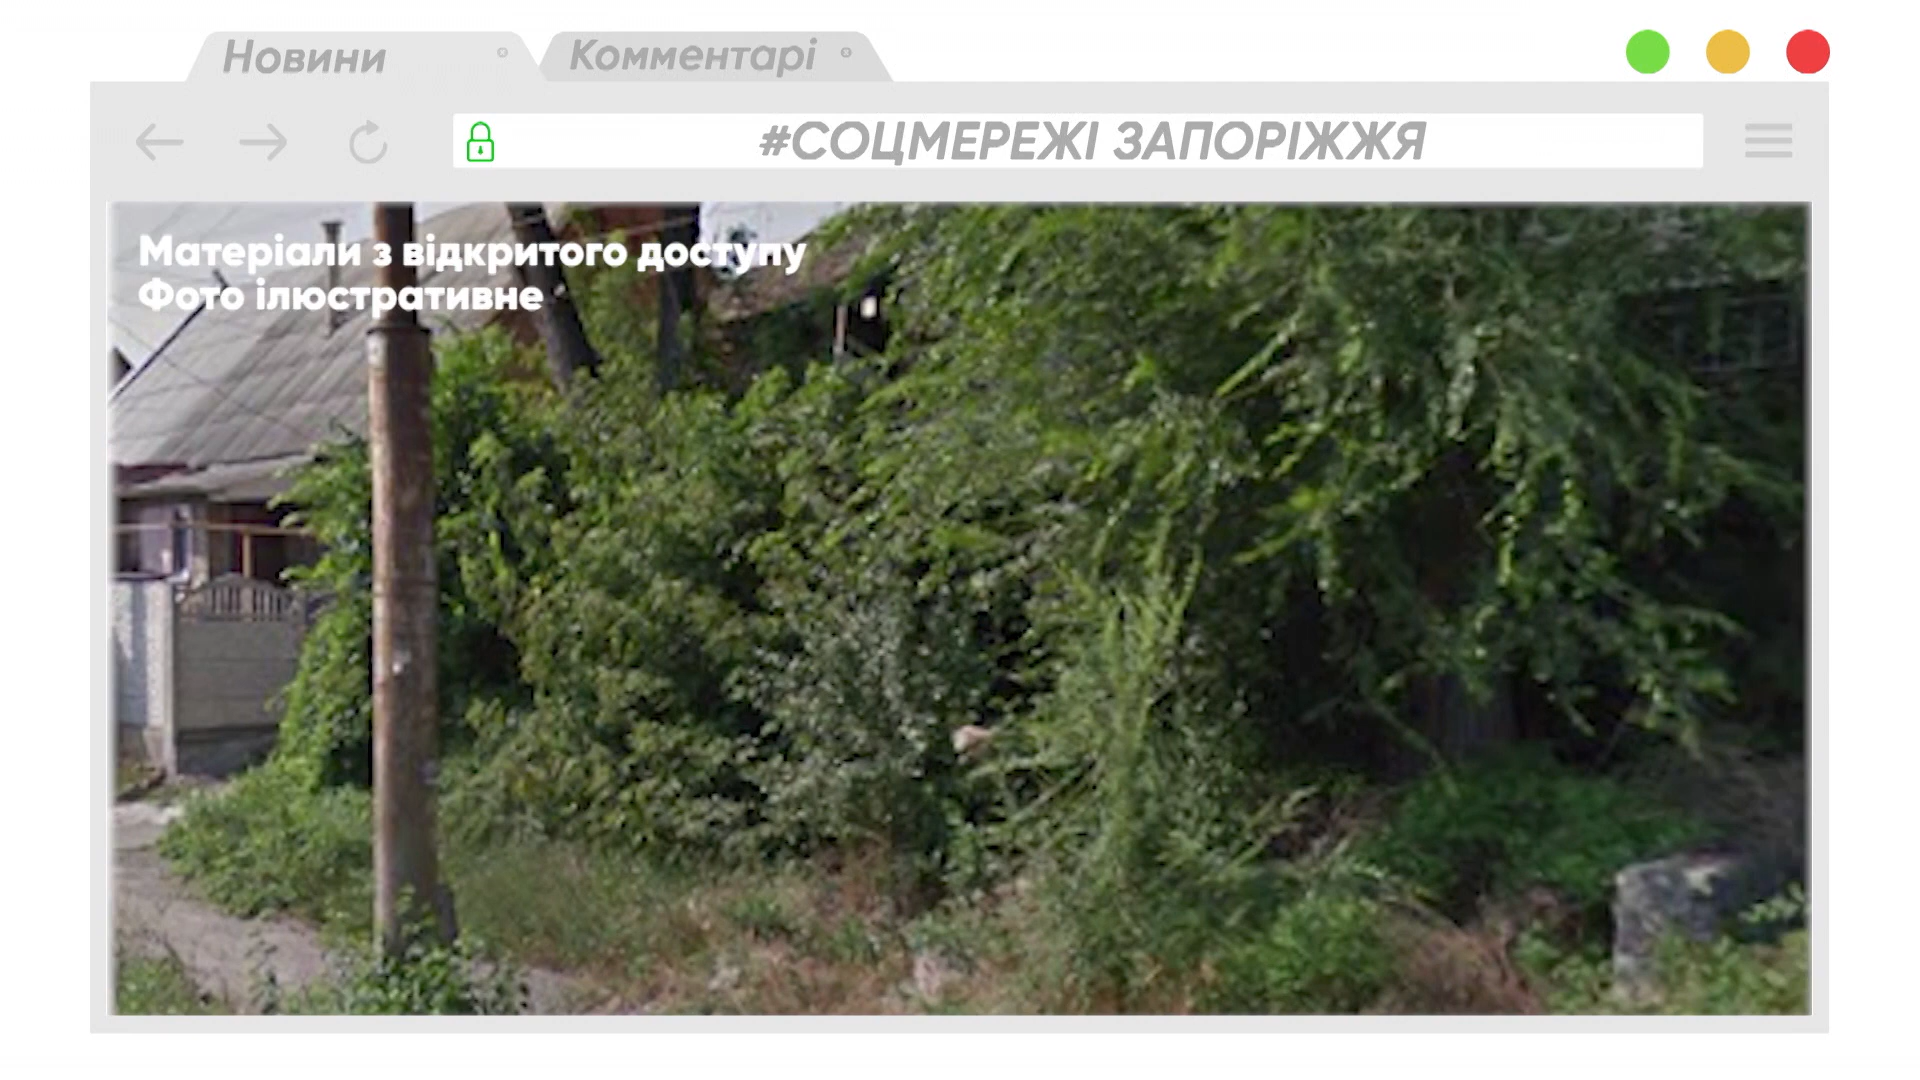 Новини
Комментарі
#СОЦМЕРЕЖІ ЗАПОРІЖЖЯ
Матеріали з відкритого доступу
Фото ілюстративне